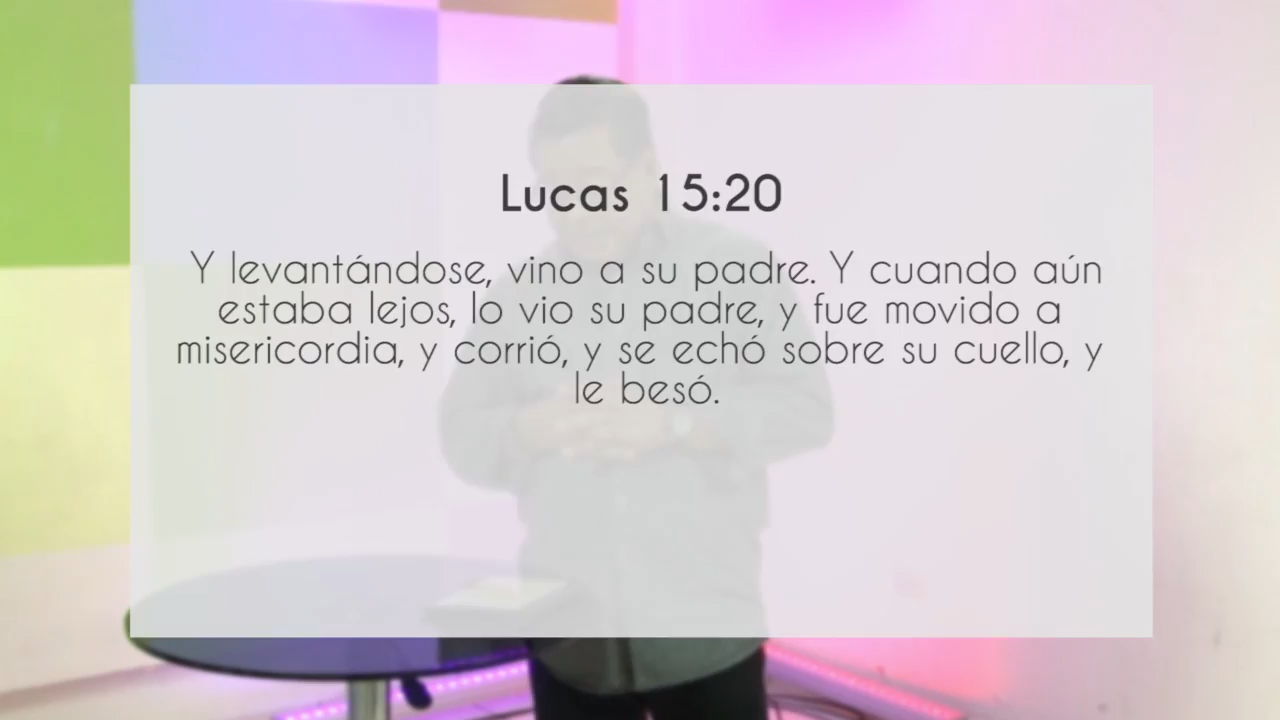 Lucas 15:20
Y levantándose, vino a su padre. Y cuando aún
estaba lejos, lo vio su padre, y fue movido a
misericordia, y corrió, y se echó sobre su cuello, y
le besó.